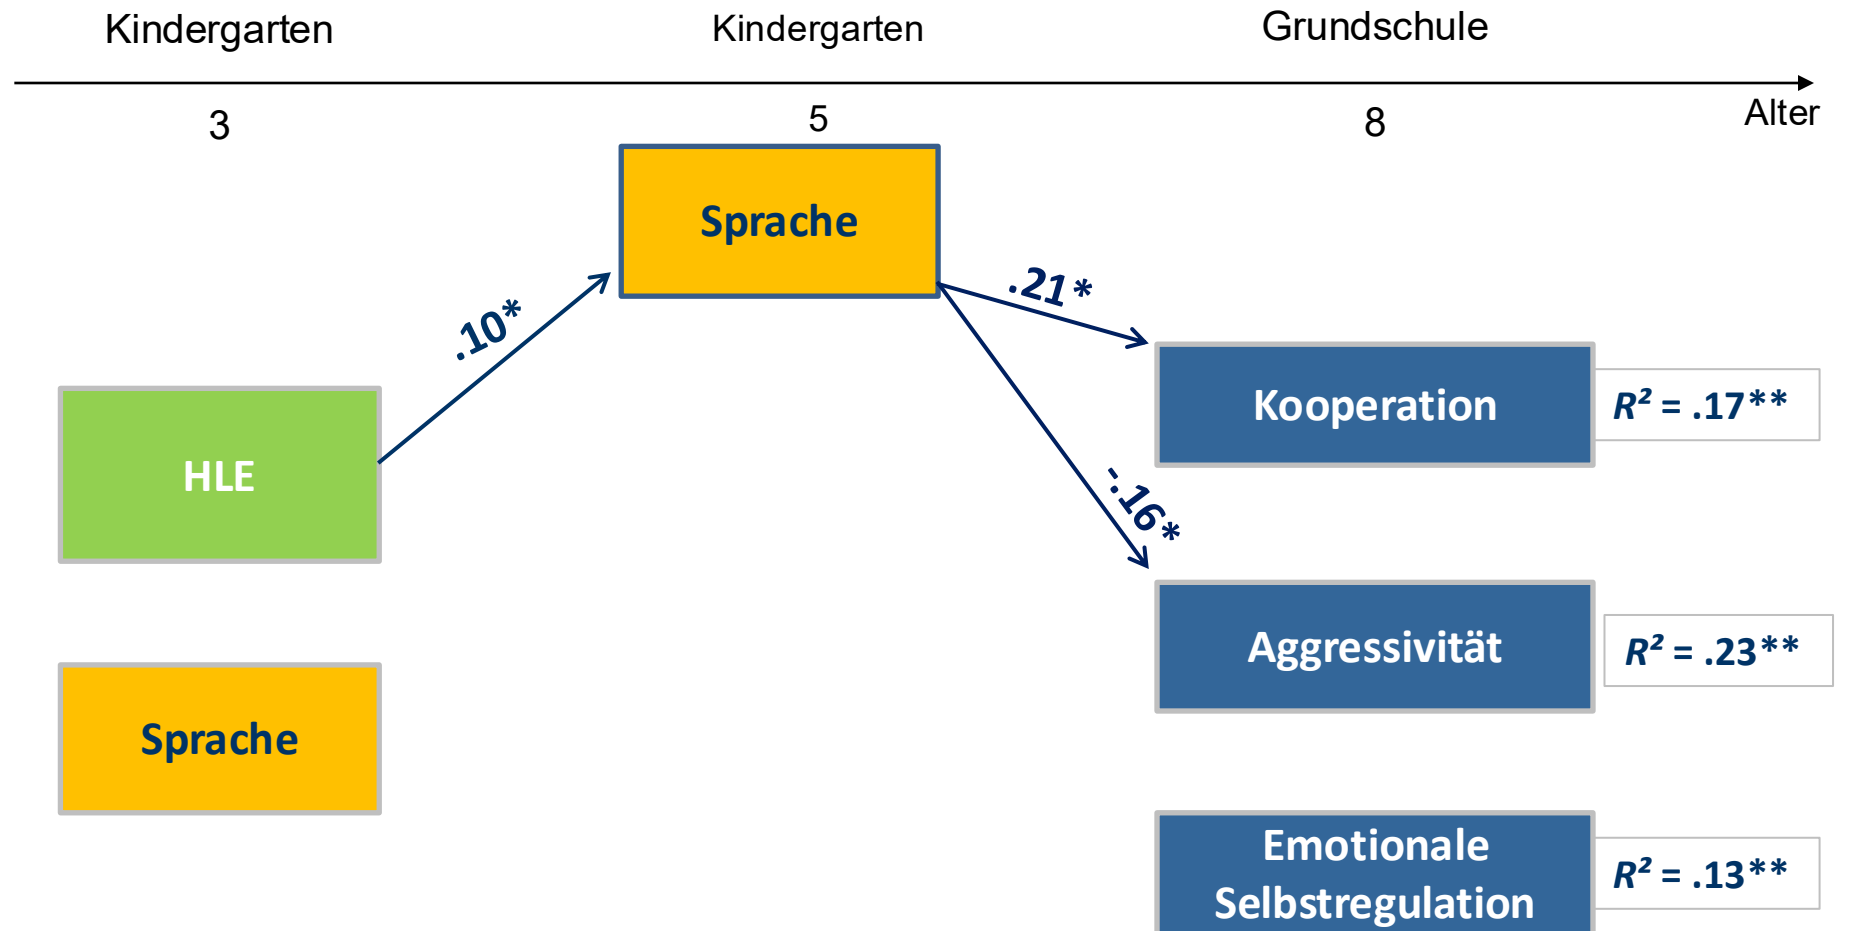 Kindergarten
Kindergarten
Grundschule
3
5
8
Alter
Sprache
.10*
.21*
-.16*
HLE
Sprache
Kooperation
R² = .17**
Aggressivität
R² = .23**
Emotionale
Selbstregulation
R² = .13**